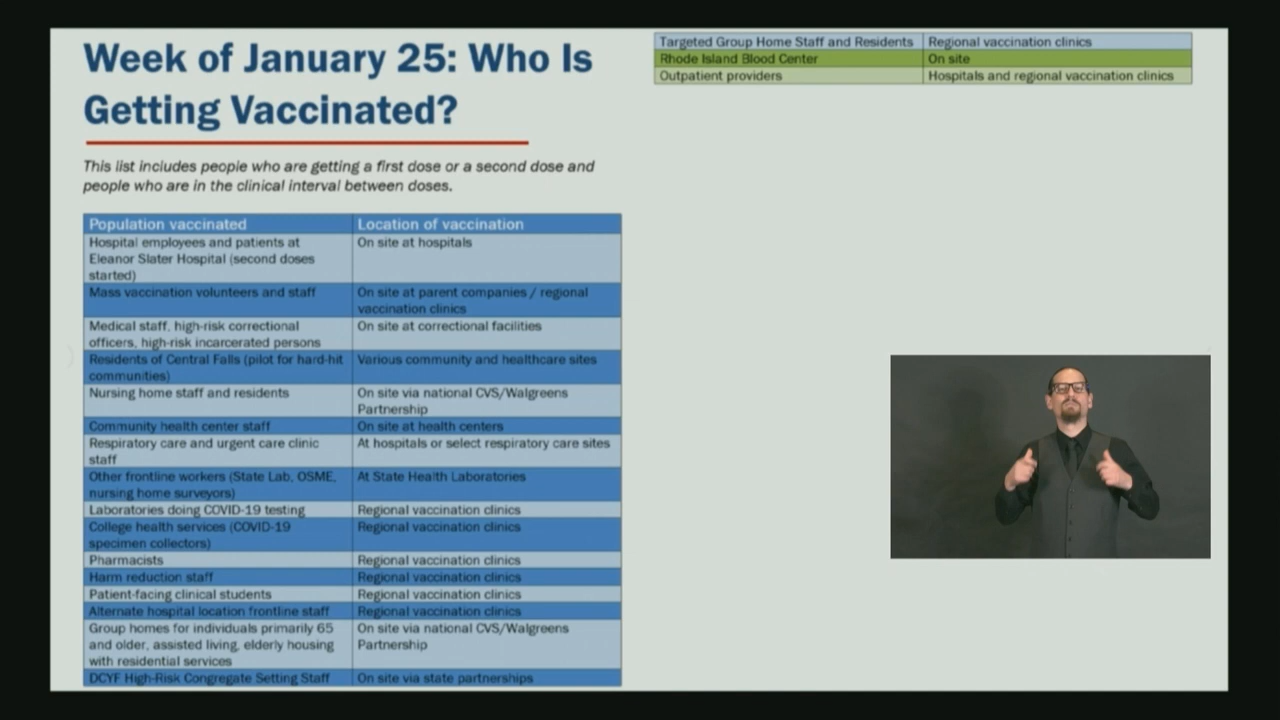 Week of January 25: Who Is
Getting Vaccinated?
This list includes people who are getting a first dose or a second dose and
people who are in the clinical interval between doses.
Population vaccinated Location of vaccination
Hospital employees and patients at On site at hospitals
Eleanor Slater Hospital (second doses
started)
Mass vaccination volunteers and staff On site at parent companies / regional
vaccination clinics
Medical staff, high-risk correctional On site at correctional facilities
officers, high-risk incarcerated persons
Residents of Central Falls (pilot for hard-hit Various community and healthcare sites
communities)
Nursing home staff and residents On site via national CVS/Walgreens
Partnership
Community health center staff On site at health centers
Respiratory care and urgent care clinic At hospitals or select respiratory care sites
staff
Other frontline workers (State Lab, OSME, At State Health Laboratories
nursing home surveyors)
Laboratories doing COVID-19 testing Regional vaccination clinics
College health services (COVID-19 Regional vaccination clinics
specimen collectors)
Pharmacists Regional vaccination clinics
Harm reduction staff Regional vaccination clinics
Patient-facing clinical students Regional vaccination clinics
Alternate hospital location frontline staff Regional vaccination clinics
Group homes for individuals primarily 65 On site via national CVS/Walgreens
and older, assisted living, elderly housing Partnership
with residential services
DCYF High-Risk Congregate Setting Staff On site via state partnerships
Targeted Group Home Staff and Residents Regional vaccination clinics
Rhode Island Blood Center On site
Outpatient providers Hospitals and regional vaccination clinics